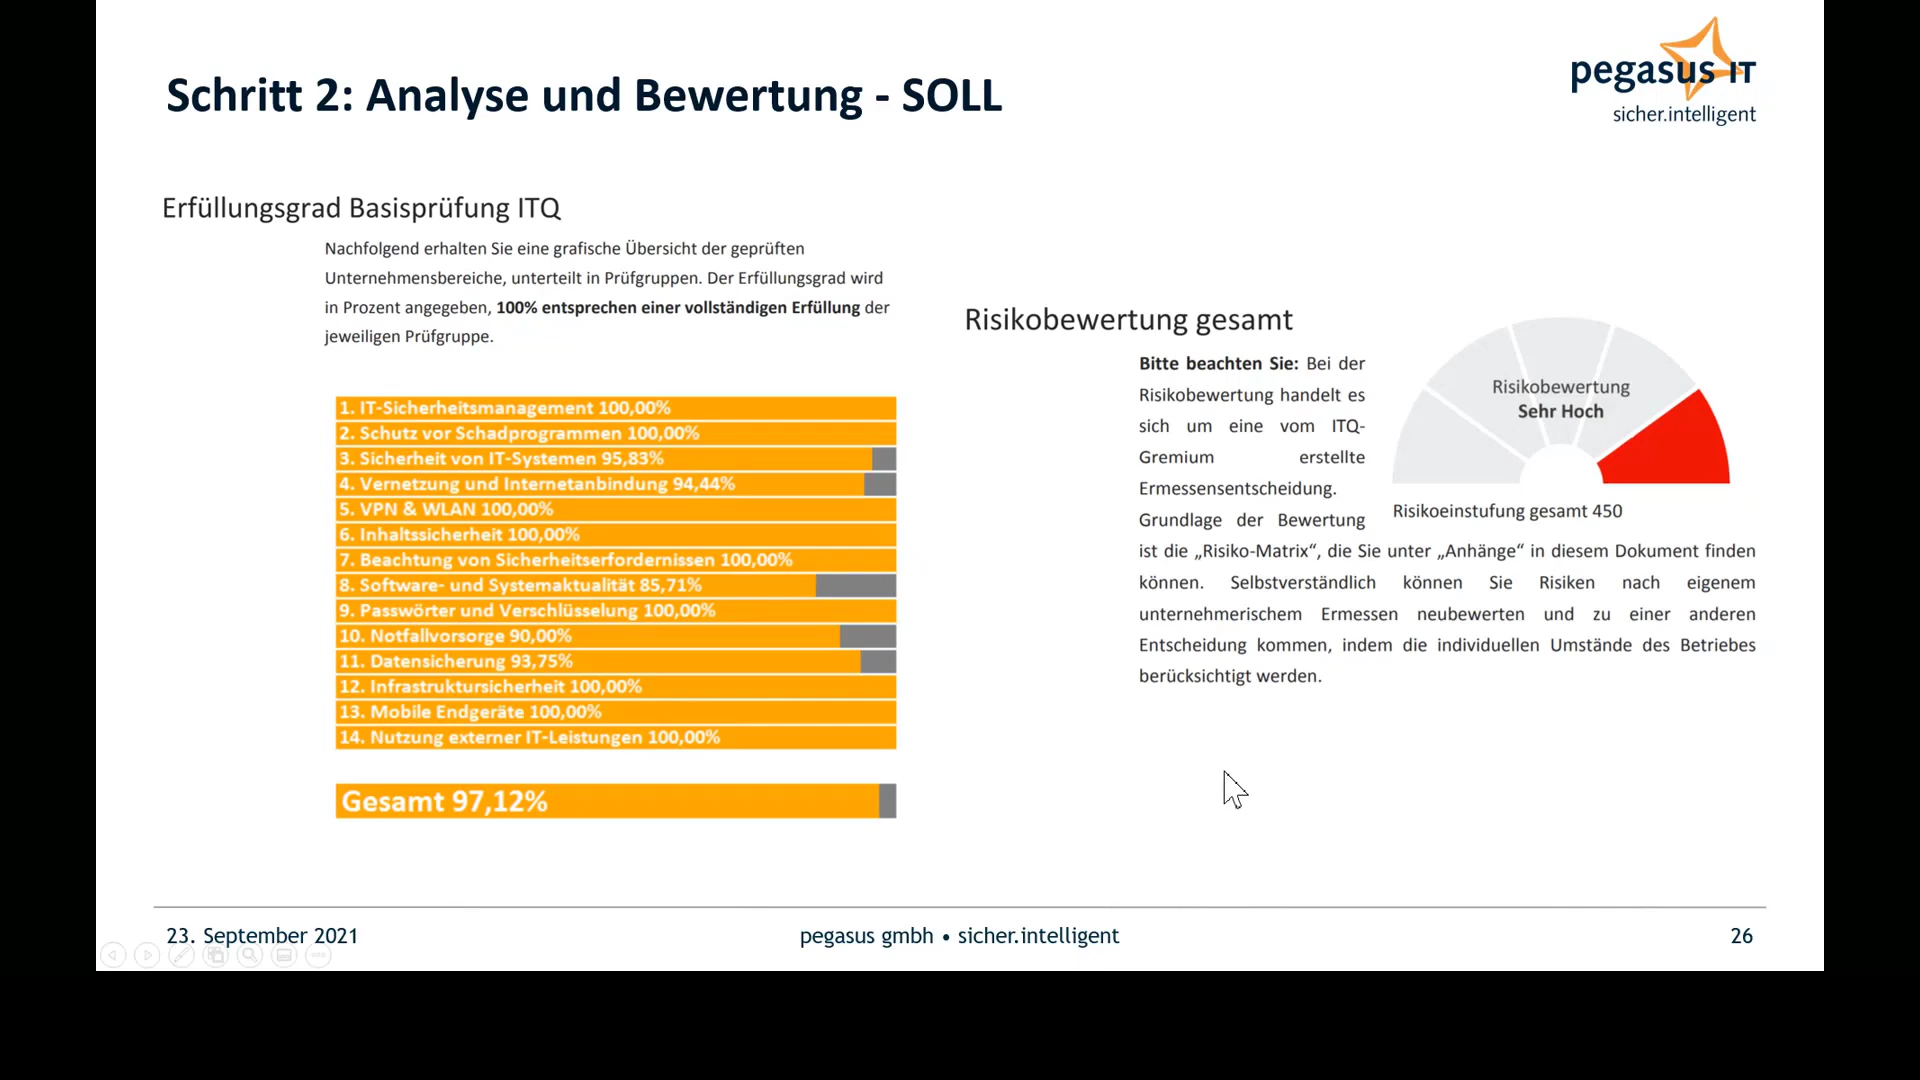 Schritt 2: Analyse und Bewertung - SOLL
pegasus IT
sicher.intelligent
Erfüllungsgrad Basisprüfung ITQ
Nachfolgend erhalten Sie eine grafische Übersicht der geprüften
Unternehmensbereiche, unterteilt in Prüfgruppen. Der Erfüllungsgrad wird
in Prozent angegeben, 100% entsprechen einer vollständigen Erfüllung der
jeweiligen Prüfgruppe.
1. IT-Sicherheitsmanagement 100,00%
2. Schutz vor Schadprogrammen 100,00%
3. Sicherheit von IT-Systemen 95,83%
4. Vernetzung und Internetanbindung 94,44%
5. VPN & WLAN 100,00%
6. Inhaltssicherheit 100,00%
7. Beachtung von Sicherheitserfordernissen 100,00%
8. Software- und Systemaktualität 85,71%
9. Passwörter und Verschlüsselung 100,00%
10. Notfallvorsorge 90,00%
11. Datensicherung 93,75%
12. Infrastruktursicherheit 100,00%
13. Mobile Endgeräte 100,00%
14. Nutzung externer IT-Leistungen 100,00%
Gesamt 97,12%
Risikobewertung gesamt
Bitte beachten Sie: Bei der
Risikobewertung handelt es
sich um eine vom ITQ-
Gremium erstellte
Ermessensentscheidung.
Grundlage der Bewertung
ist die „Risiko-Matrix“, die Sie unter „Anhänge“ in diesem Dokument finden
können. Selbstverständlich können Sie Risiken nach eigenem
unternehmerischem Ermessen neubewerten und zu einer anderen
Entscheidung kommen, indem die individuellen Umstände des Betriebes
berücksichtigt werden.
Risikobewertung
Sehr Hoch
Risikoeinstufung gesamt 450
23. September 2021
pegasus gmbh • sicher.intelligent
26